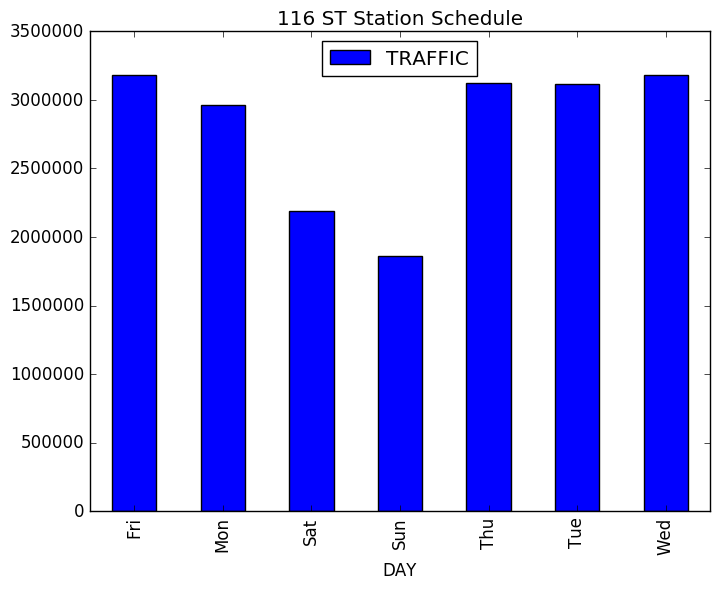 116 ST Station Schedule
TRAFFIC
3500000
3000000
2500000
2000000
1500000
1000000
500000
0
Fri
Mon
Sat
Sun
Thu
Tue
Wed
DAY